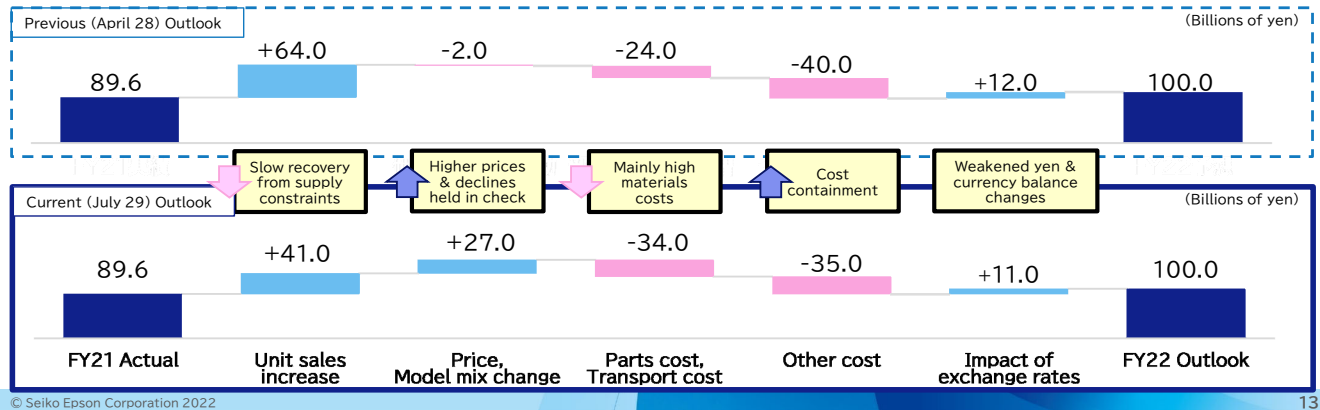 Previous (April 28) Outlook
(Billions of yen)
89.6
+64.0
-2.0
-24.0
-40.0
+12.0
100.0
Slow recovery
from supply
constraints
Higher prices
& declines
held in check
Mainly high
materials
costs
Cost
containment
Weakened yen &
currency balance
changes
Current (July 29) Outlook
(Billions of yen)
89.6
+41.0
+27.0
-34.0
-35.0
+11.0
100.0
FY21 Actual
Unit sales
increase
Price,
Model mix change
Parts cost,
Transport cost
Other cost
Impact of
exchange rates
FY22 Outlook
© Seiko Epson Corporation 2022
13